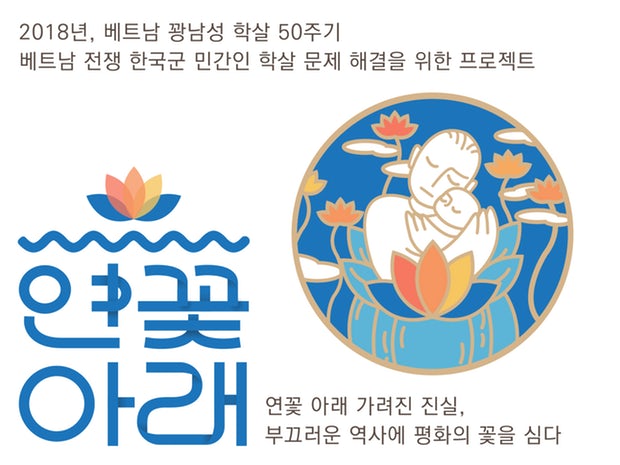 2018년, 베트남 꽝남성 학살 50주기
베트남 전쟁 한국군 민간인 학살 문제 해결을 위한 프로젝트
연꽃
아래
연꽃 아래 가려진 진실,
부끄러운 역사에 평화의 꽃을 심다